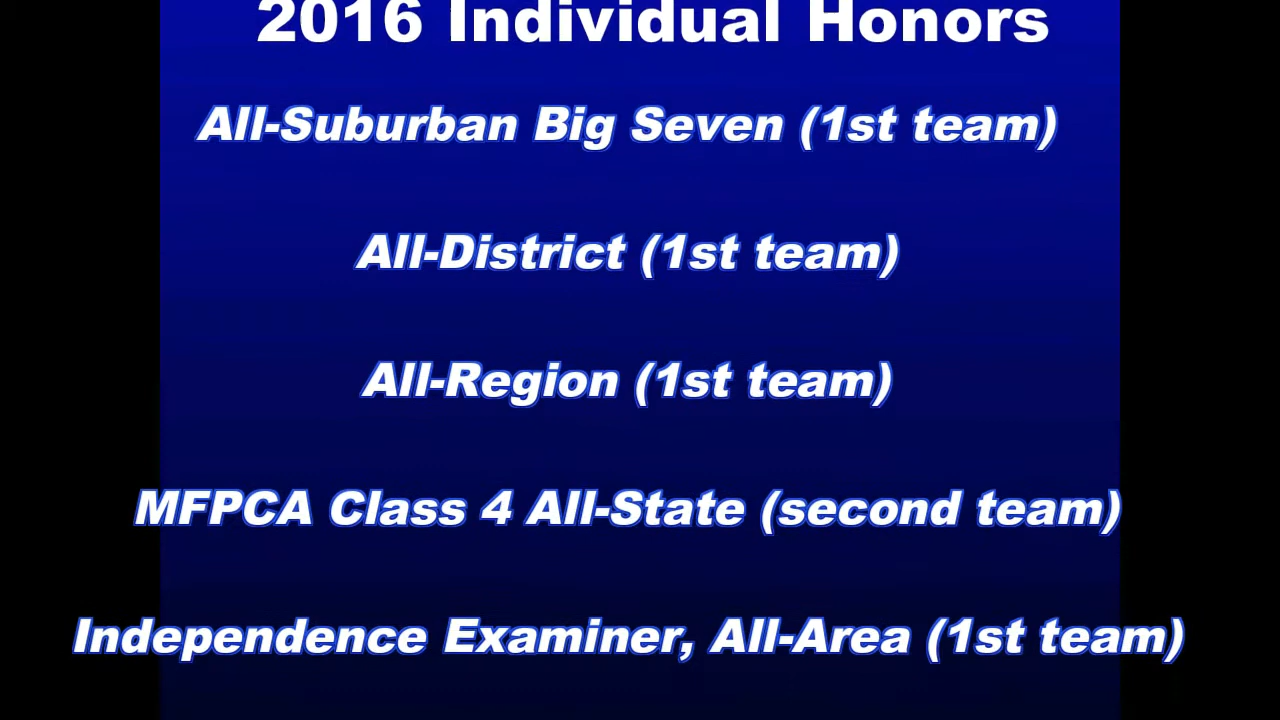 2016 Individual Honors
All-Suburban Big Seven (1st team)
All-District (1st team)
All-Region (1st team)
MFPCA Class 4 All-State (second team)
Independence Examiner, All-Area (1st team)